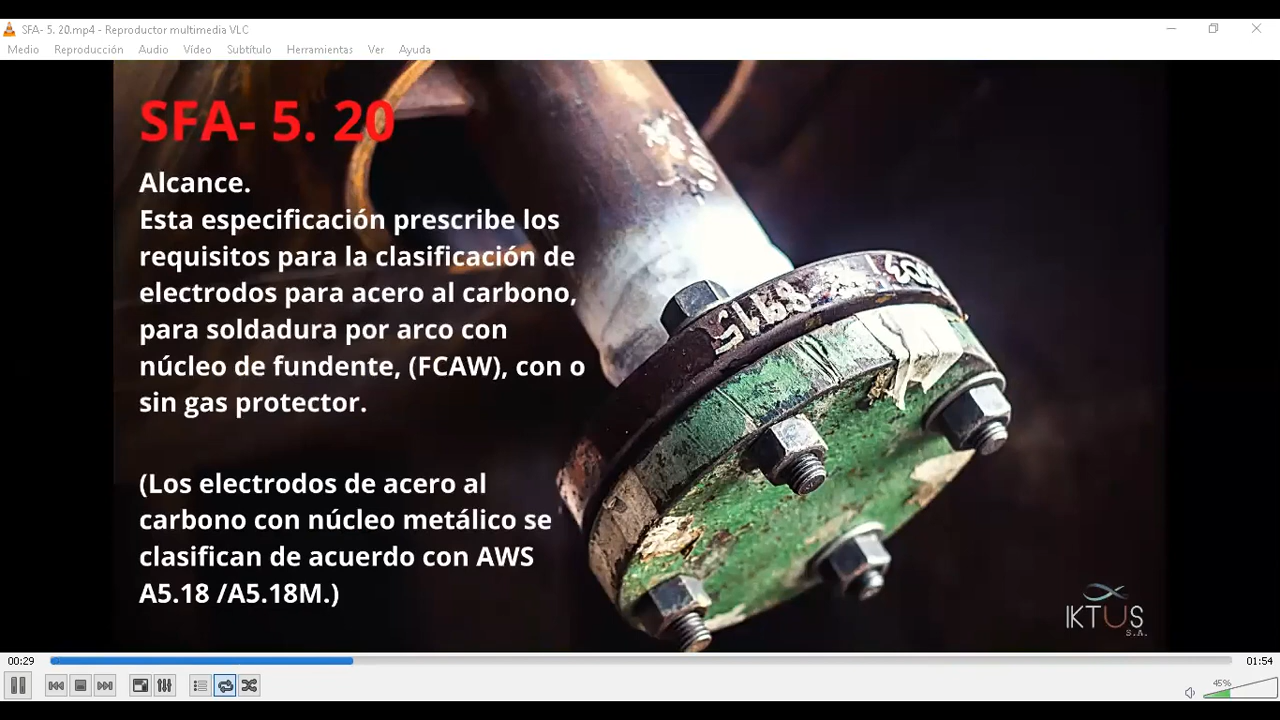 SFA- 5. 20.mp4 - Reproductor multimedia VLC
Medio Reproducción Audio Vídeo Subtítulo Herramientas Ver Ayuda
SFA- 5. 20
Alcance.
Esta especificación prescribe los
requisitos para la clasificación de
electrodos para acero al carbono,
para soldadura por arco con
núcleo de fundente, (FCAW), con o
sin gas protector.
(Los electrodos de acero al
carbono con núcleo metálico se
clasifican de acuerdo con AWS
A5.18 /A5.18M.)
IKTUS
S.A.
00:29
01:54
45%